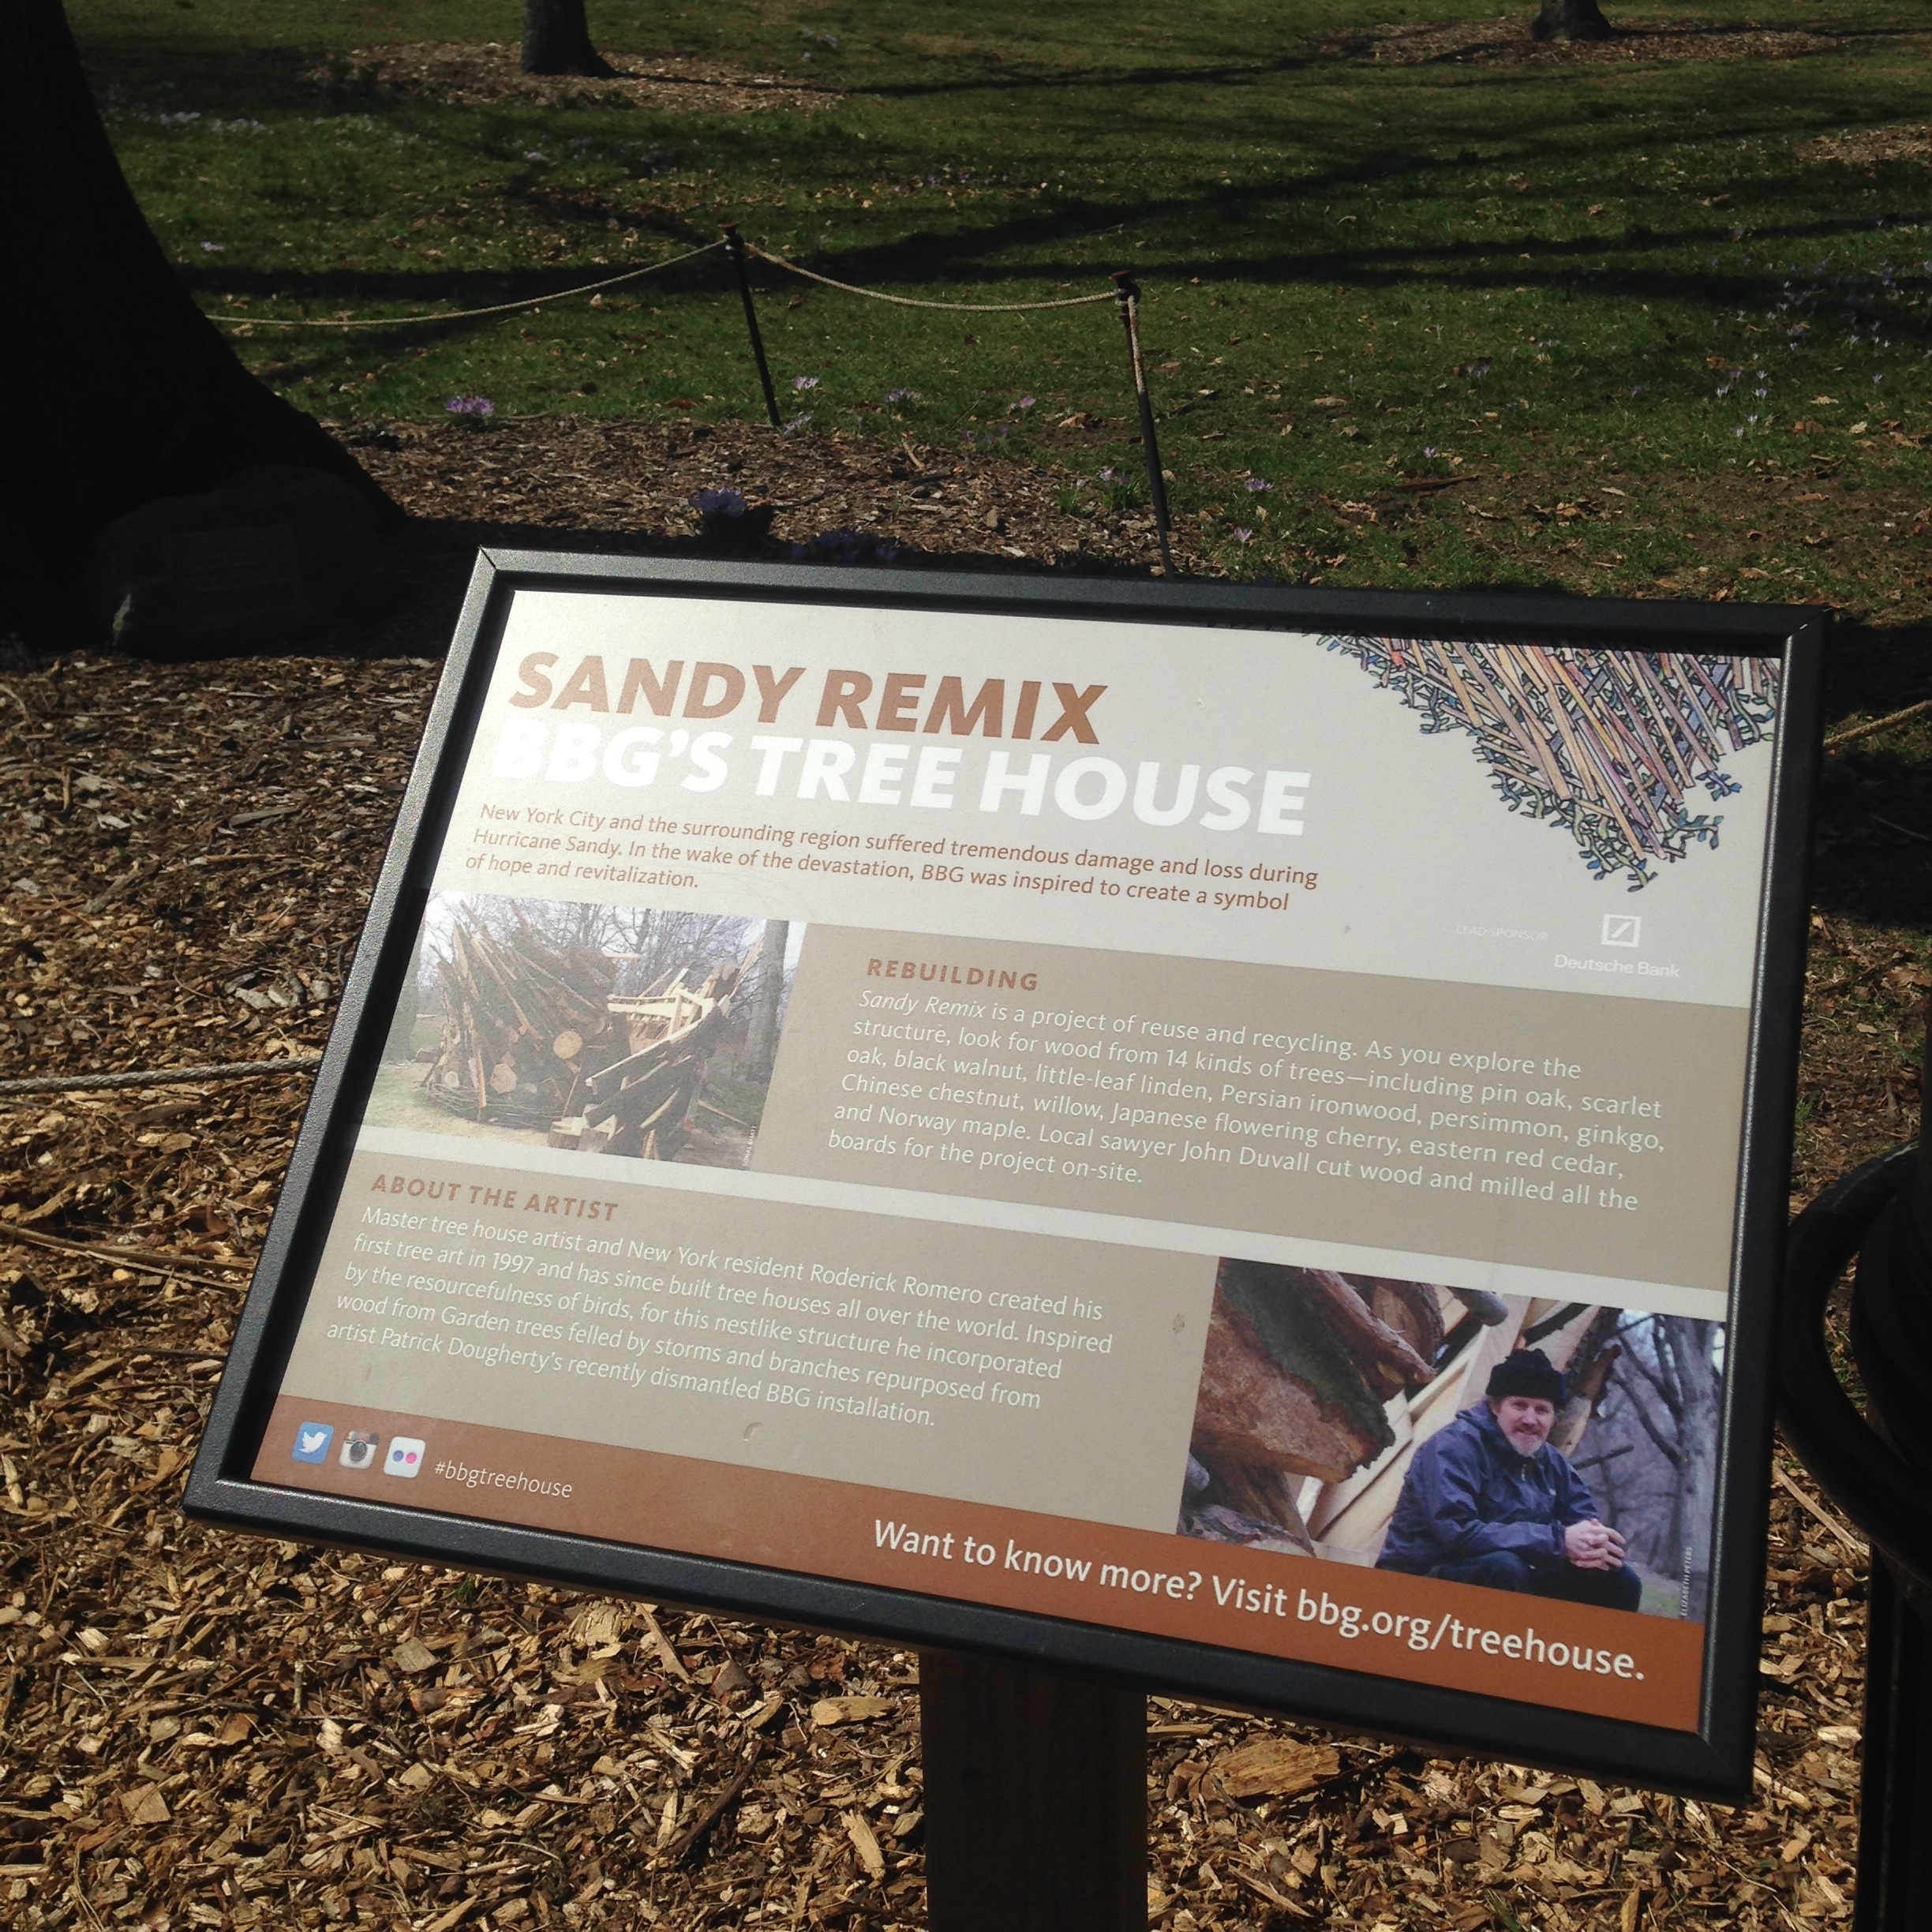 SANDY REMIX
BBG'S TREE HOUSE
New York City and the surrounding region suffered tremendous damage and loss during
Hurricane Sandy. In the wake of the devastation, BBG was inspired to create a symbol
of hope and revitalization.
LEAD SPONSOR
Deutsche Bank
REBUILDING
Sandy Remix is a project of reuse and recycling. As you explore the
structure, look for wood from 14 kinds of trees—including pin oak, scarlet
oak, black walnut, little-leaf linden, Persian ironwood, persimmon, ginkgo,
Chinese chestnut, willow, Japanese flowering cherry, eastern red cedar,
and Norway maple. Local sawyer John Duvall cut wood and milled all the
boards for the project on-site.
ABOUT THE ARTIST
Master tree house artist and New York resident Roderick Romero created his
first tree art in 1997 and has since built tree houses all over the world. Inspired
by the resourcefulness of birds, for this nestlike structure he incorporated
wood from Garden trees felled by storms and branches repurposed from
artist Patrick Dougherty's recently dismantled BBG installation.
ELIZABETH PETERS
#bbgtreehouse
Want to know more? Visit bbg.org/treehouse.